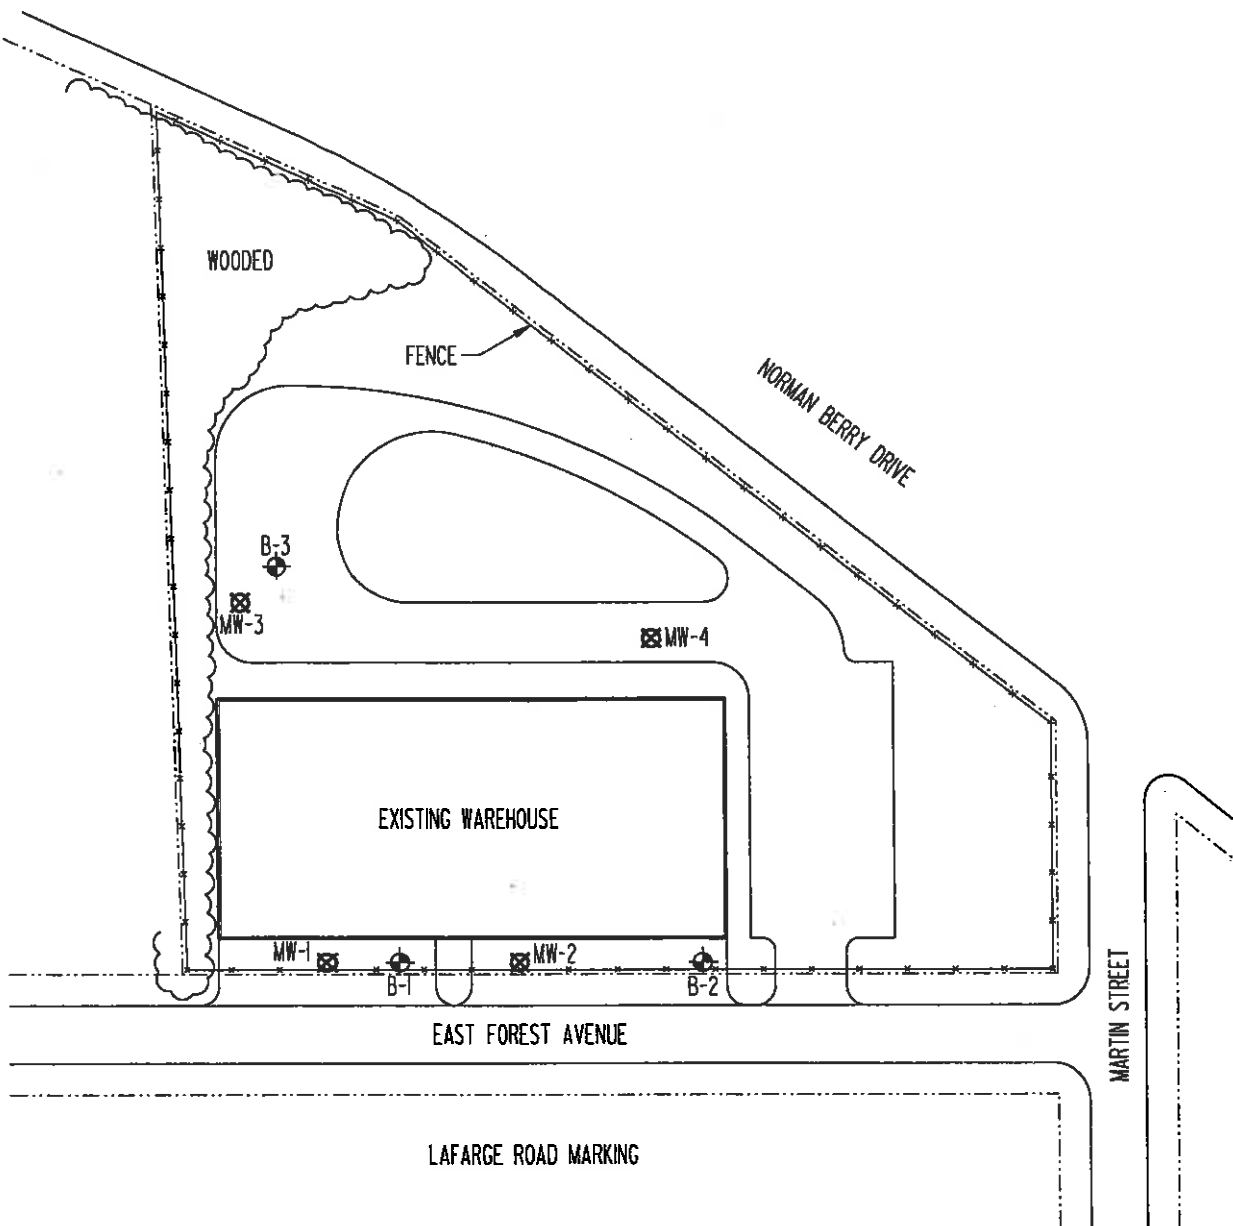 WOODED
FENCE
NORMAN BERRY DRIVE
B-3
MW-3
MW-4
EXISTING WAREHOUSE
MW-1
B-1
MW-2
B-2
EAST FOREST AVENUE
MARTIN STREET
LAFARGE ROAD MARKING